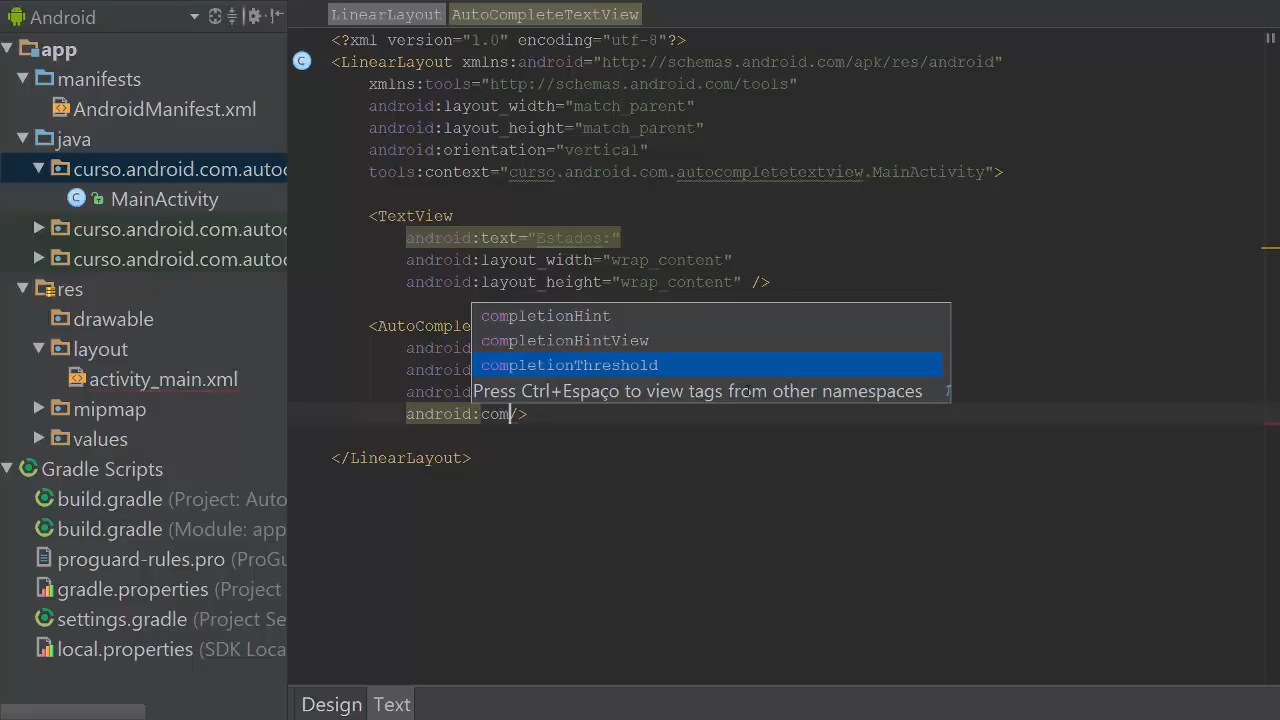 Android
LinearLayout AutoCompleteTextView
app
manifests
AndroidManifest.xml
java
curso.android.com.autoc
MainActivity
curso.android.com.autoc
curso.android.com.autoc
res
drawable
layout
activity_main.xml
mipmap
values
Gradle Scripts
build.gradle (Project: Auto
build.gradle (Module: app
proguard-rules.pro (ProGu
gradle.properties (Project
settings.gradle (Project Se
local.properties (SDK Loca
<?xml version="1.0" encoding="utf-8"?>
<LinearLayout xmlns:android="http://schemas.android.com/apk/res/android"
xmlns:tools="http://schemas.android.com/tools"
android:layout_width="match_parent"
android:layout_height="match_parent"
android:orientation="vertical"
tools:context="curso.android.com.autocompletetextview.MainActivity">
<TextView
android:text="Estados:"
android:layout_width="wrap_content"
android:layout_height="wrap_content" />
<AutoComple
android
android
android
android:com/>
</LinearLayout>
completionHint
completionHintView
completionThreshold
Press Ctrl+Espaço to view tags from other namespaces
Design Text